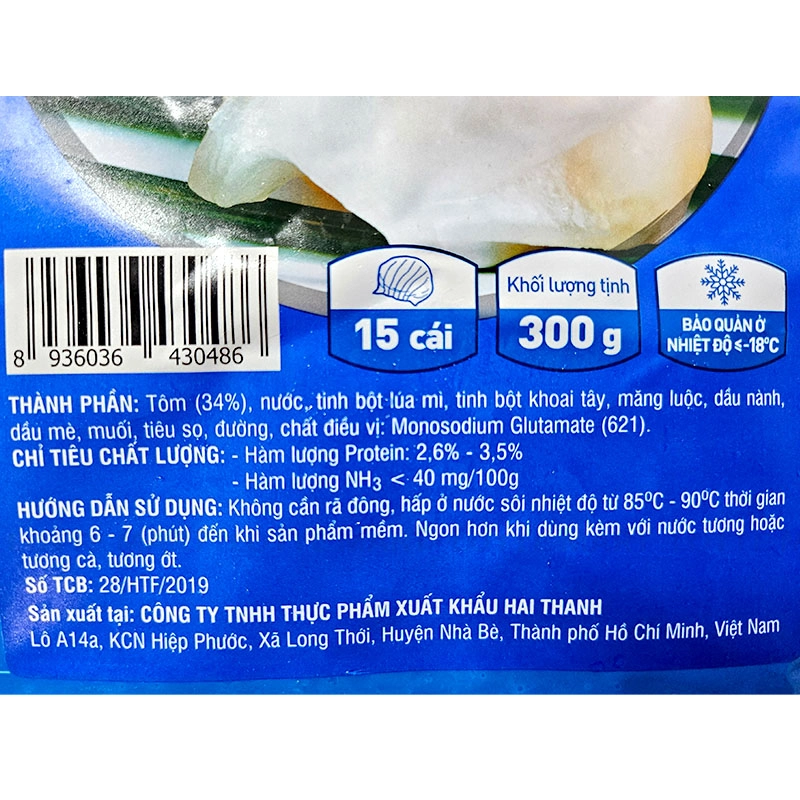 15 cái
Khối lượng tịnh
300 g
BẢO QUẢN Ở
NHIỆT ĐỘ ≤-18ºC
8 936036 430486
THÀNH PHẦN: Tôm (34%), nước, tinh bột lúa mì, tinh bột khoai tây, măng luộc, dầu nành,
dầu mè, muối, tiêu sọ, đường, chất điều vị: Monosodium Glutamate (621).
CHỈ TIÊU CHẤT LƯỢNG: - Hàm lượng Protein: 2,6% - 3,5%
- Hàm lượng NH3 < 40 mg/100g
HƯỚNG DẪN SỬ DỤNG: Không cần rã đông, hấp ở nước sôi nhiệt độ từ 85ºC - 90ºC thời gian
khoảng 6 - 7 (phút) đến khi sản phẩm mềm. Ngon hơn khi dùng kèm với nước tương hoặc
tương cà, tương ớt.
Số TCB: 28/HTF/2019
Sản xuất tại: CÔNG TY TNHH THỰC PHẨM XUẤT KHẨU HAI THANH
Lô A14a, KCN Hiệp Phước, Xã Long Thới, Huyện Nhà Bè, Thành phố Hồ Chí Minh, Việt Nam